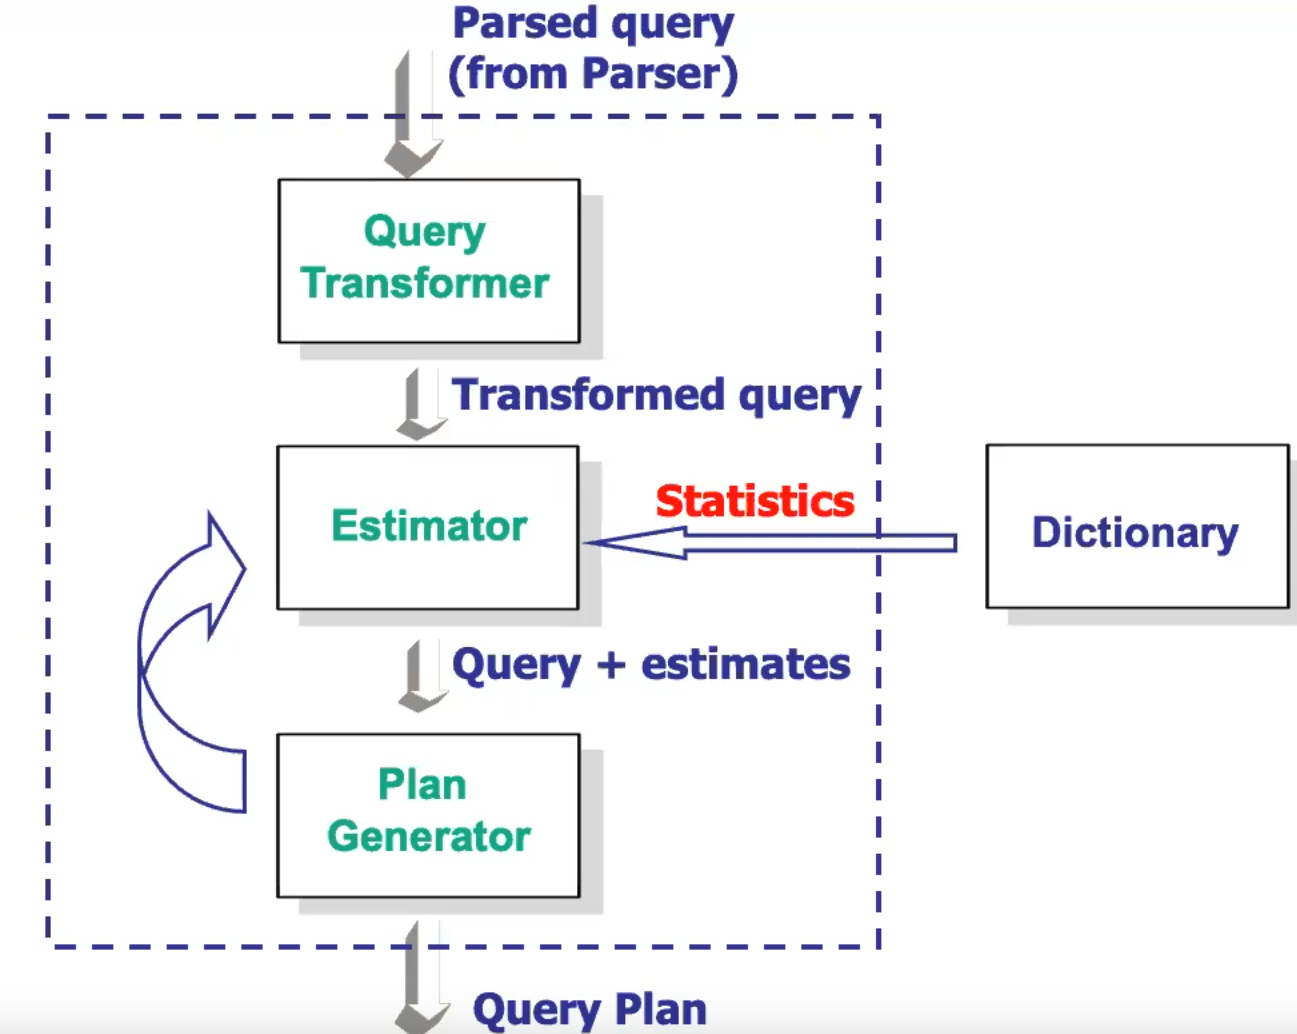 Parsed query
(from Parser)
Query
Transformer
Transformed query
Estimator
Statistics
Dictionary
Query + estimates
Plan
Generator
Query Plan